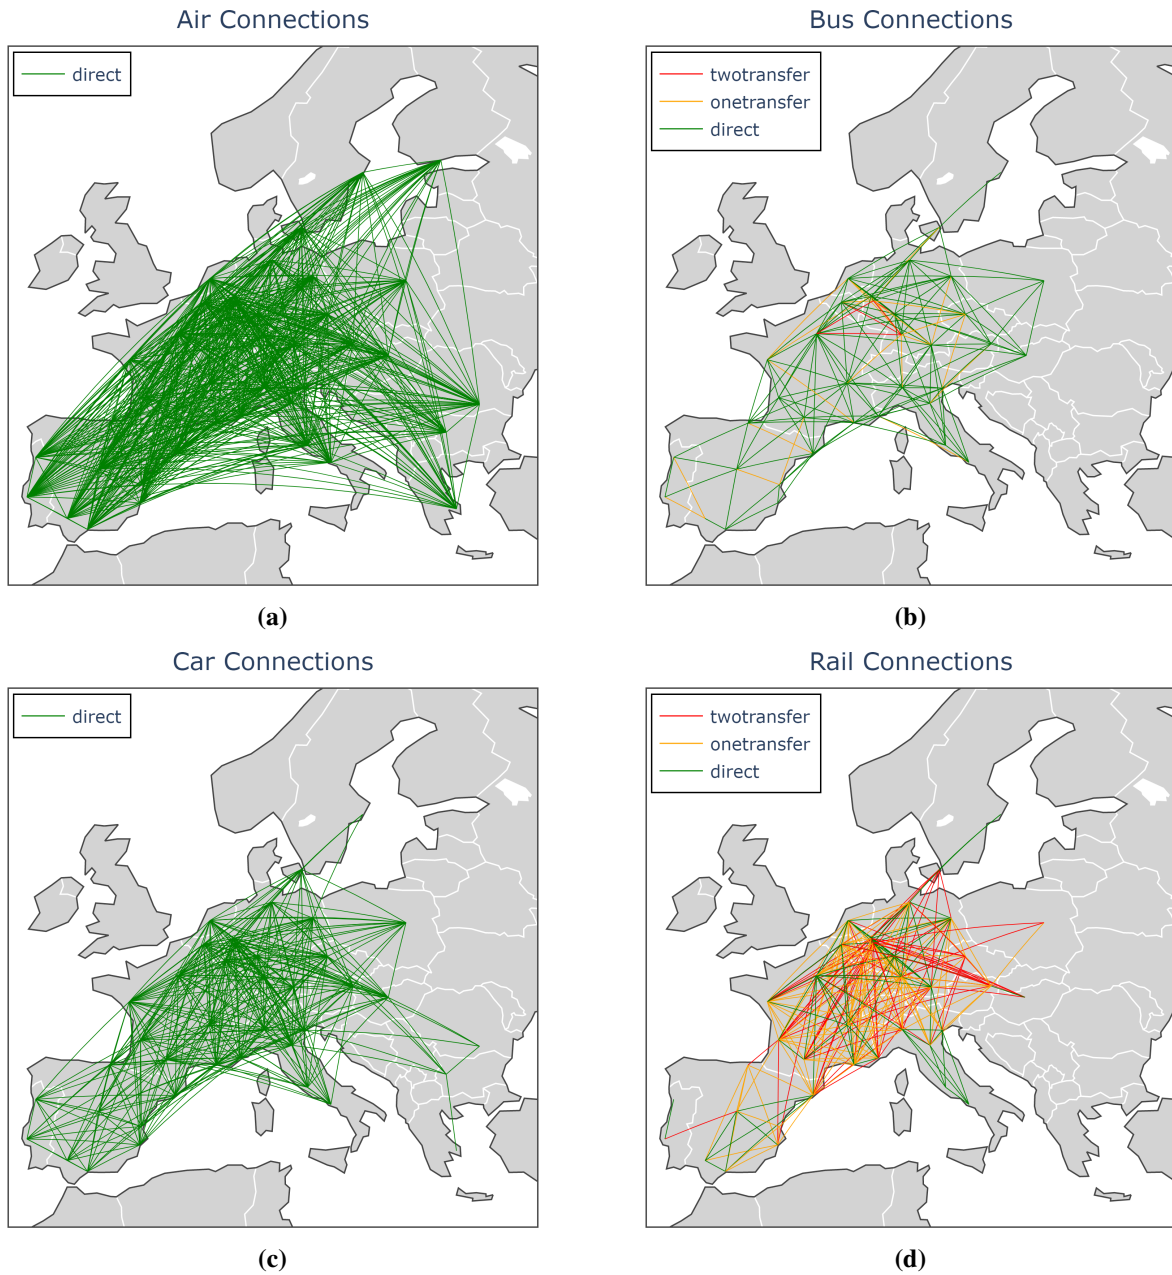 Air Connections
direct
(a)
Bus Connections
twotransfer
onetransfer
direct
(b)
Car Connections
direct
(c)
Rail Connections
twotransfer
onetransfer
direct
(d)